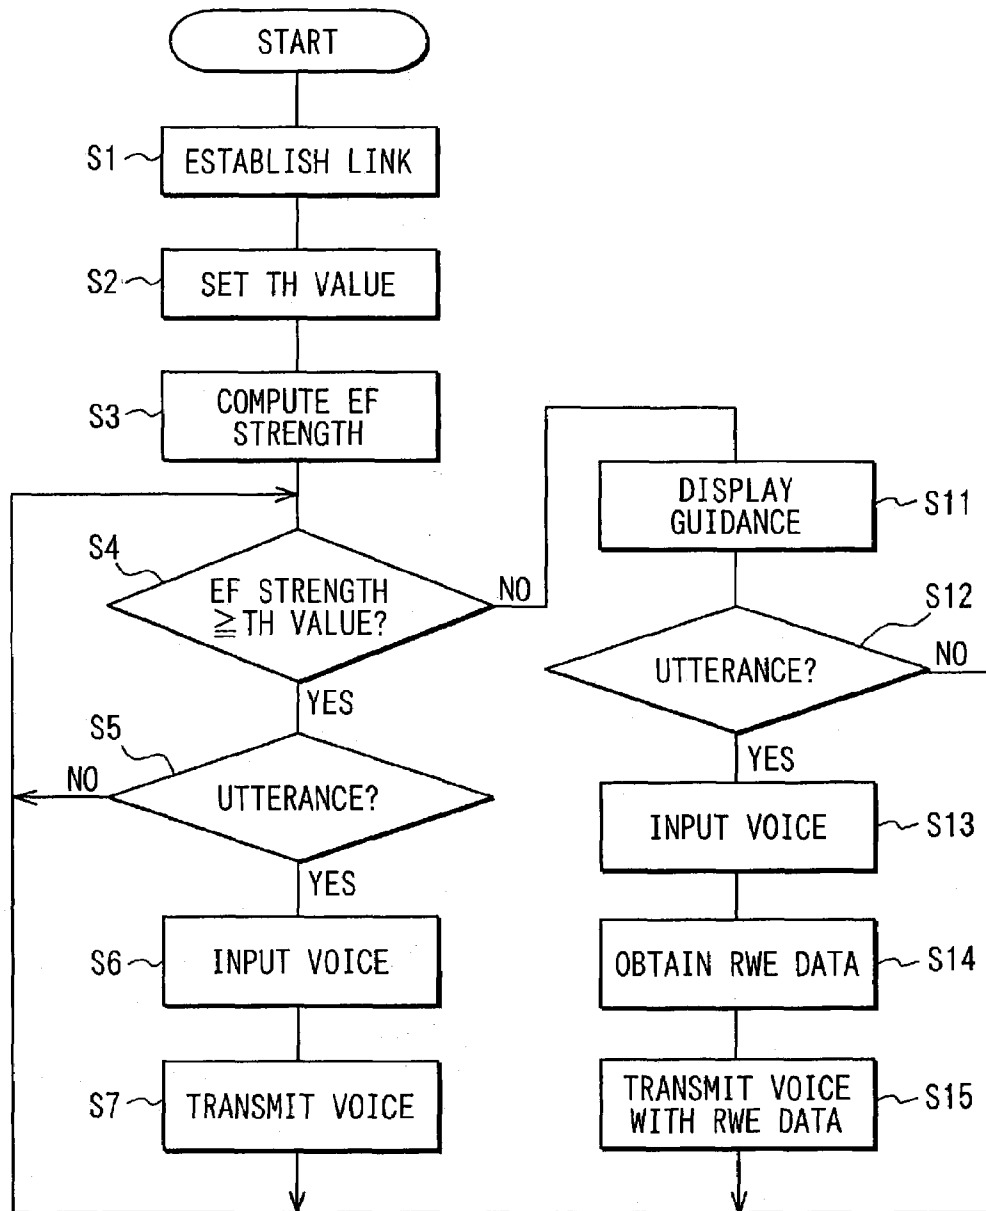 START
S1
ESTABLISH LINK
S2
SET TH VALUE
S3
COMPUTE EF
STRENGTH
S4
EF STRENGTH
≧ TH VALUE?
NO
YES
S5
UTTERANCE?
NO
YES
S6
INPUT VOICE
S7
TRANSMIT VOICE
DISPLAY
GUIDANCE
S11
S12
UTTERANCE?
NO
YES
INPUT VOICE
S13
OBTAIN RWE DATA
S14
TRANSMIT VOICE
WITH RWE DATA
S15